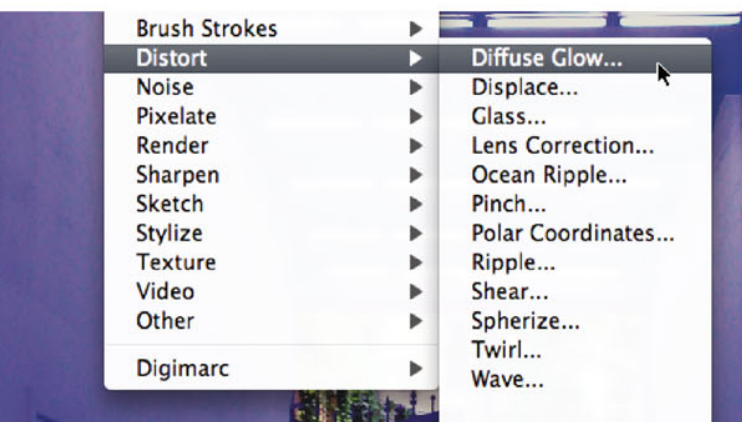 Brush Strokes
Distort
Noise
Pixelate
Render
Sharpen
Sketch
Stylize
Texture
Video
Other
Digimarc
Diffuse Glow...
Displace...
Glass...
Lens Correction...
Ocean Ripple...
Pinch...
Polar Coordinates...
Ripple...
Shear...
Spherize...
Twirl...
Wave...